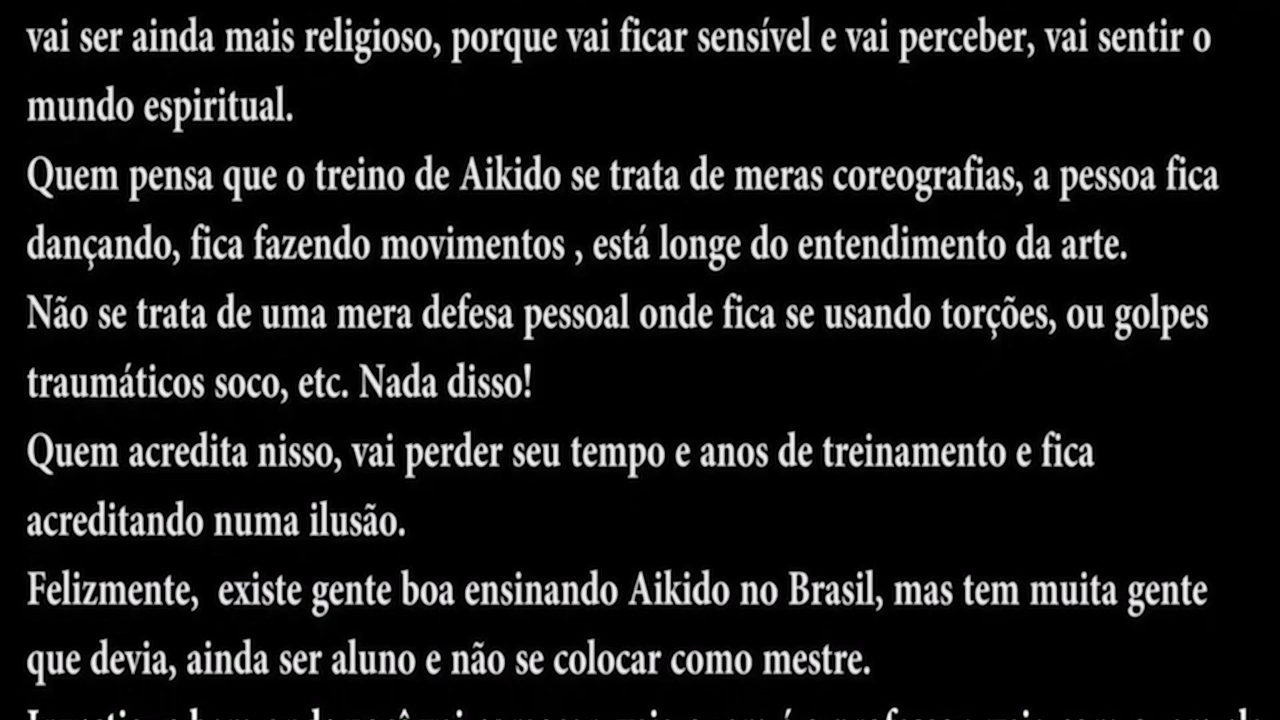 vai ser ainda mais religioso, porque vai ficar sensível e vai perceber, vai sentir o
mundo espiritual.
Quem pensa que o treino de Aikido se trata de meras coreografias, a pessoa fica
dançando, fica fazendo movimentos , está longe do entendimento da arte.
Não se trata de uma mera defesa pessoal onde fica se usando torções, ou golpes
traumáticos soco, etc. Nada disso!
Quem acredita nisso, vai perder seu tempo e anos de treinamento e fica
acreditando numa ilusão.
Felizmente,  existe gente boa ensinando Aikido no Brasil, mas tem muita gente
que devia, ainda ser aluno e não se colocar como mestre.